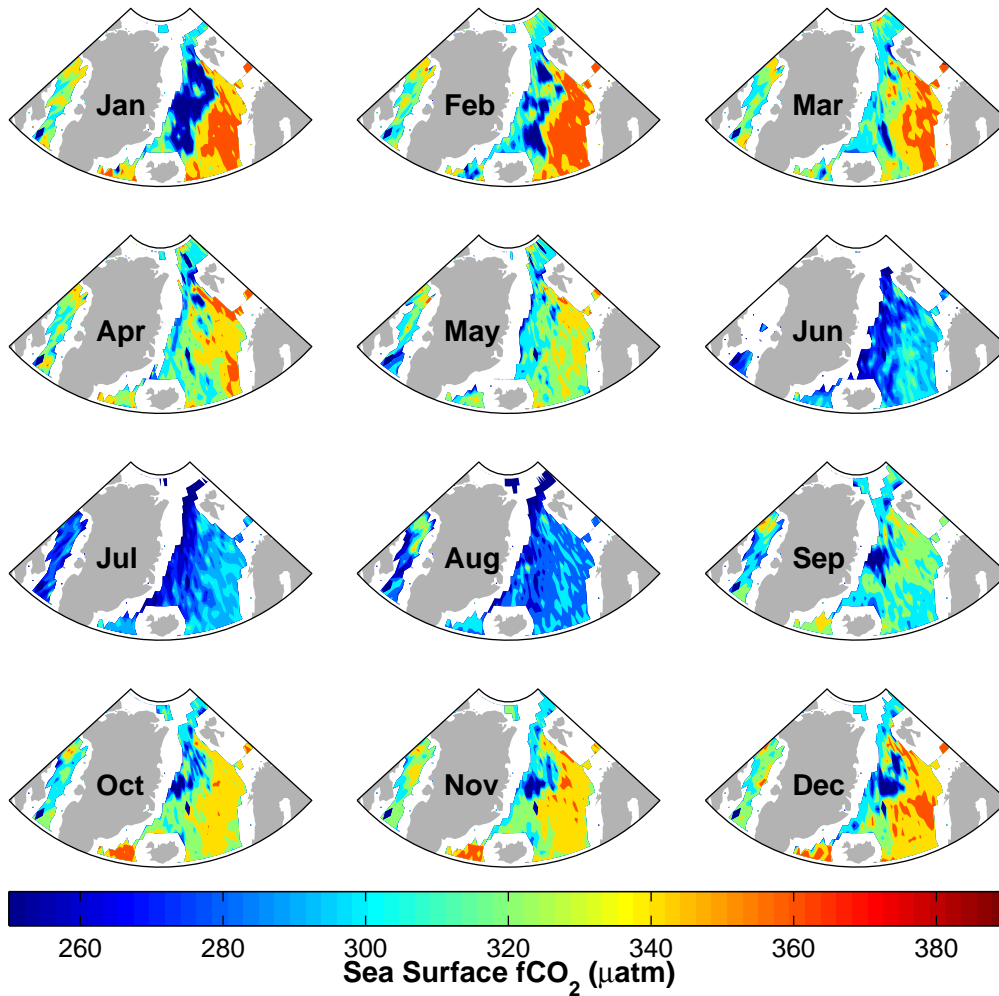 Jan Feb Mar
Apr May Jun
Jul Aug Sep
Oct Nov Dec
260 280 300 320 340 360 380
Sea Surface fCO₂ (μatm)